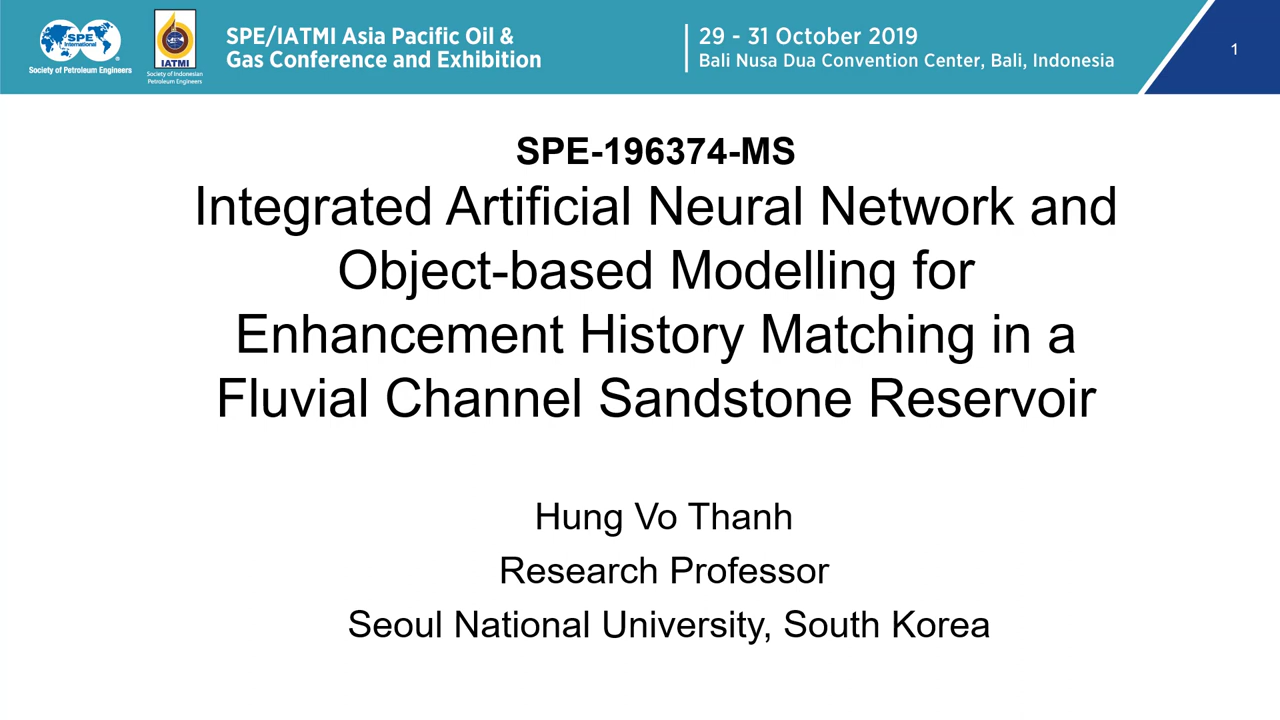 SPE
International
Society of Petroleum Engineers
IATMI
Society of Indonesian
Petroleum Engineers
SPE/IATMI Asia Pacific Oil &
Gas Conference and Exhibition
29 - 31 October 2019
Bali Nusa Dua Convention Center, Bali, Indonesia
1
SPE-196374-MS
Integrated Artificial Neural Network and
Object-based Modelling for
Enhancement History Matching in a
Fluvial Channel Sandstone Reservoir
Hung Vo Thanh
Research Professor
Seoul National University, South Korea